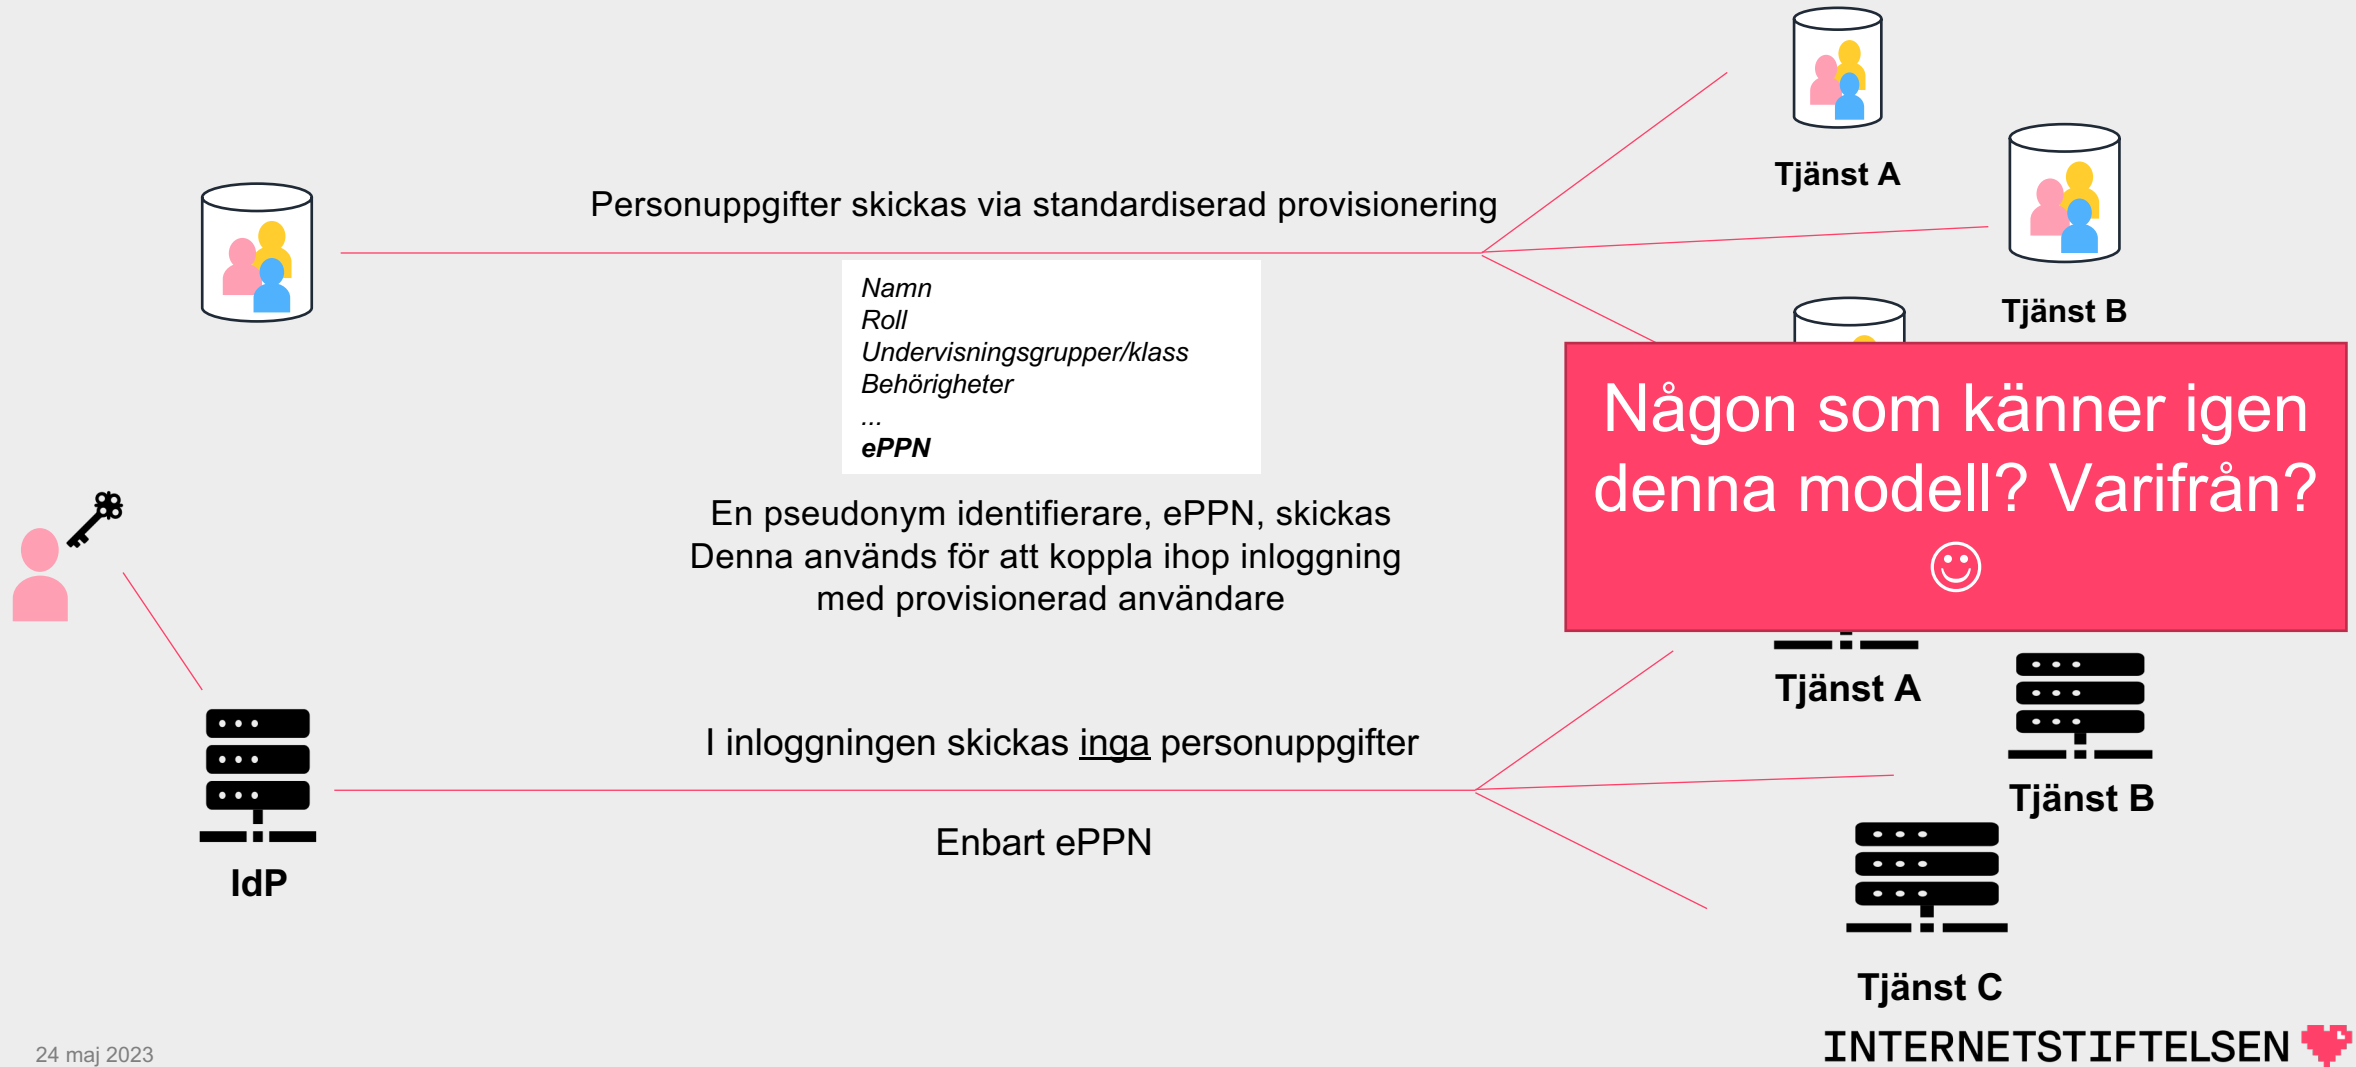 Tjänst A
Personuppgifter skickas via standardiserad provisionering
Tjänst B
Namn
Roll
Undervisningsgrupper/klass
Behörigheter
...
ePPN
Någon som känner igen
denna modell? Varifrån?
En pseudonym identifierare, ePPN, skickas
Denna används för att koppla ihop inloggning
med provisionerad användare
Tjänst A
I inloggningen skickas inga personuppgifter
Tjänst B
Enbart ePPN
IdP
Tjänst C
24 maj 2023
INTERNETSTIFTELSEN